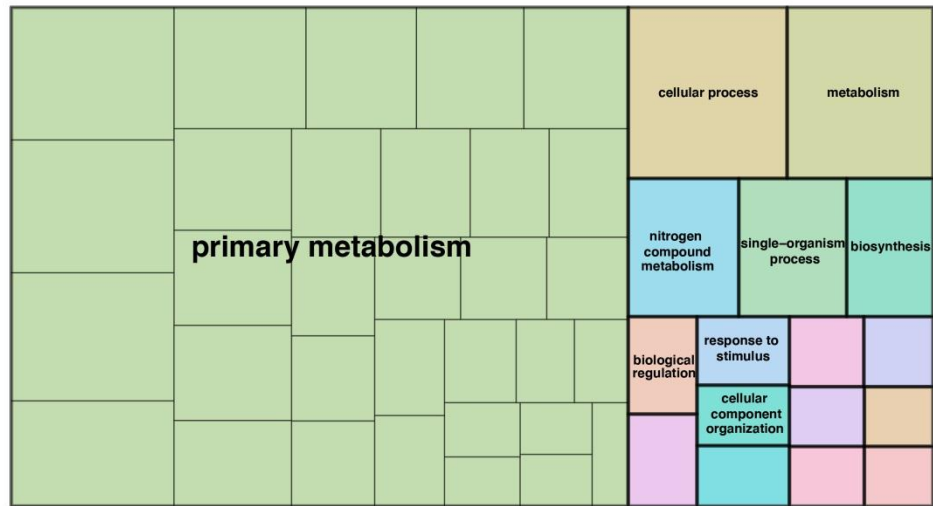 cellular process
metabolism
primary metabolism
nitrogen
compound
metabolism
single–organism
process
biosynthesis
biological
regulation
response to
stimulus
cellular
component
organization